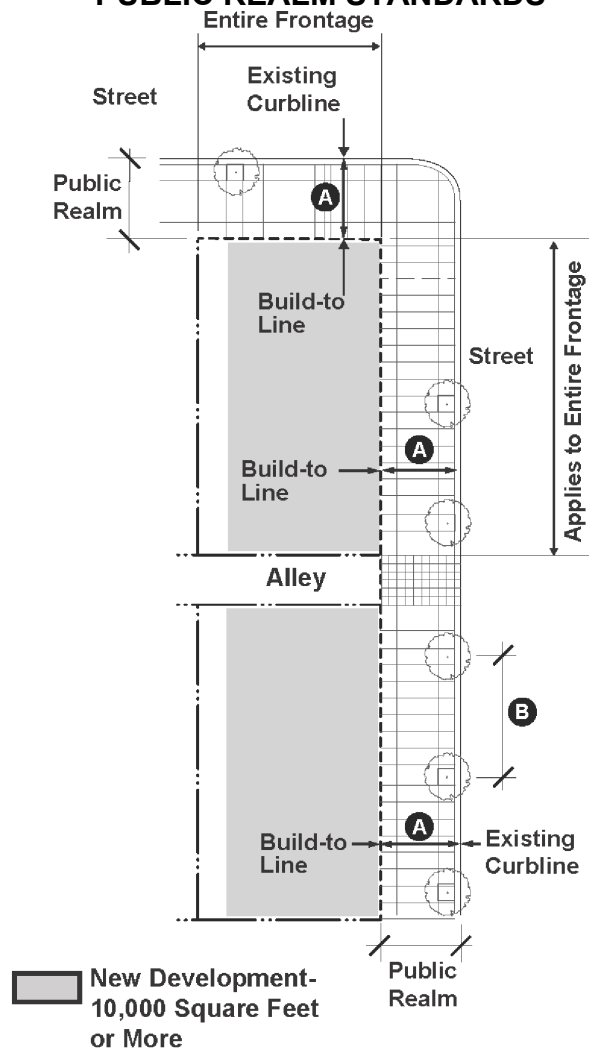 PUBLIC REALM STANDARDS
Entire Frontage
Existing
Curbline
Street
Public
Realm
A
Build-to
Line
Street
Applies to Entire Frontage
A
Build-to
Line
Alley
B
A
Build-to
Line
Existing
Curbline
Public
Realm
New Development-
10,000 Square Feet
or More